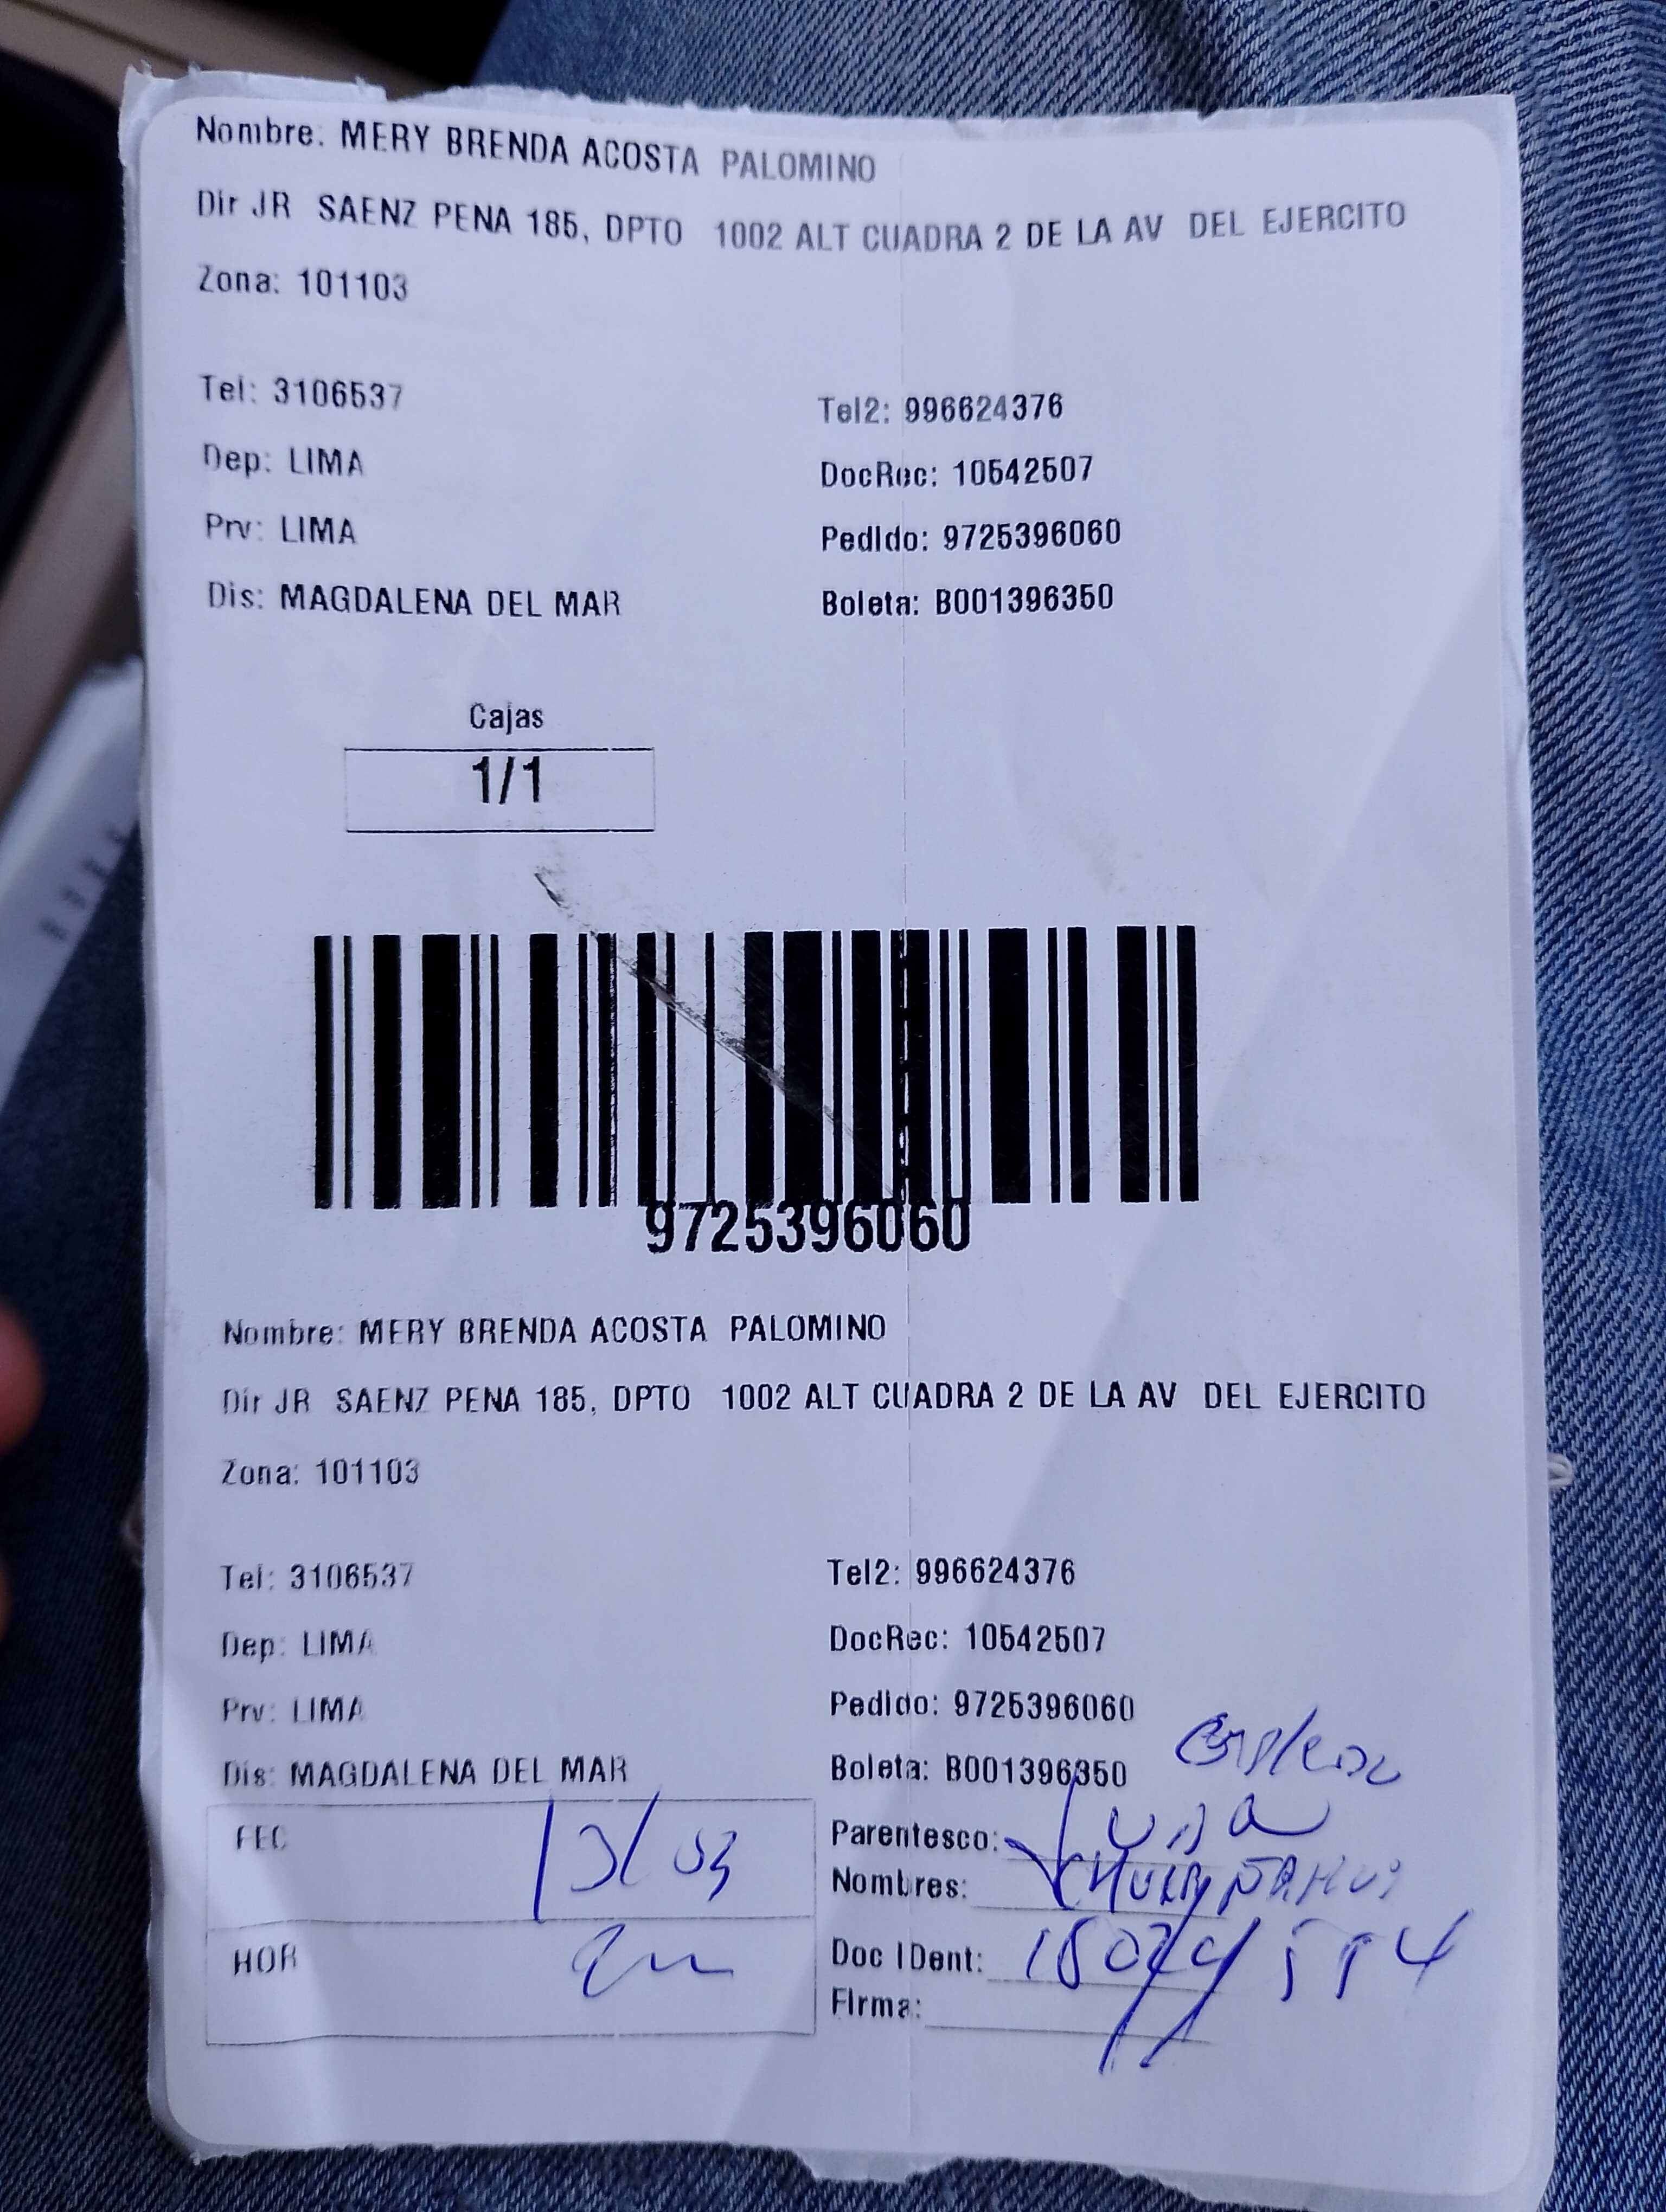 Nombre: MERY BRENDA ACOSTA PALOMINO
Dir JR SAENZ PENA 185, DPTO 1002 ALT CUADRA 2 DE LA AV DEL EJERCITO
Zona: 101103
Tel: 3106537 Tel2: 996624376
Dep: LIMA DocRec: 10542507
Prv: LIMA Pedido: 9725396060
Dis: MAGDALENA DEL MAR Boleta: B001396350
Cajas
1/1
9725396060
Nombre: MERY BRENDA ACOSTA PALOMINO
Dir JR SAENZ PENA 185, DPTO 1002 ALT CUADRA 2 DE LA AV DEL EJERCITO
Zona: 101103
Tel: 3106537 Tel2: 996624376
Dep: LIMA DocRec: 10542507
Prv: LIMA Pedido: 9725396060
Dis: MAGDALENA DEL MAR Boleta: B001396350
FEC Parentesco: Luisa
Nombres:
HOR Doc IDent:
Firma: